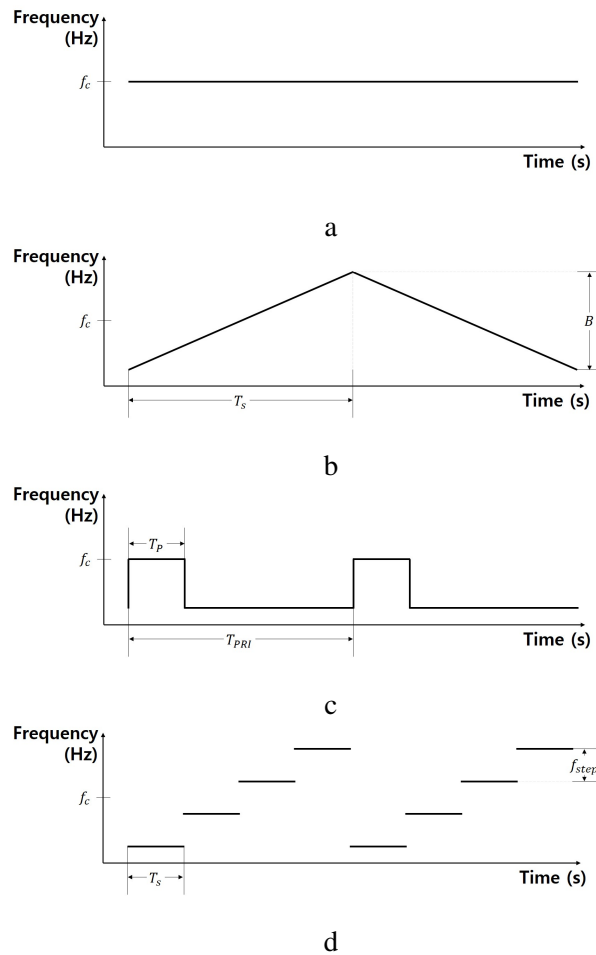 Frequency
(Hz)
f_c
Time (s)
a
Frequency
(Hz)
f_c
B
T_s
Time (s)
b
Frequency
(Hz)
T_P
f_c
T_PRI
Time (s)
c
Frequency
(Hz)
f_step
f_c
T_s
Time (s)
d